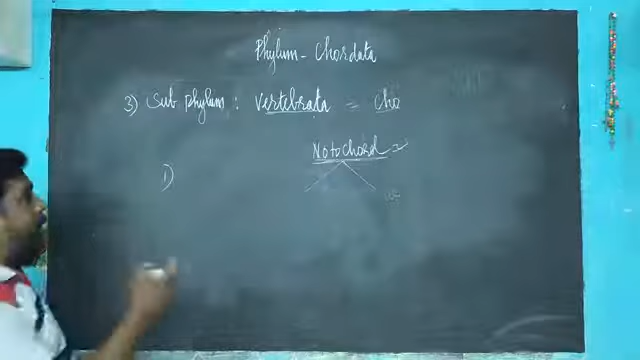 Phylum - Chordata
3) Sub phylum : Vertebrata = Cho
Notochord =
1)